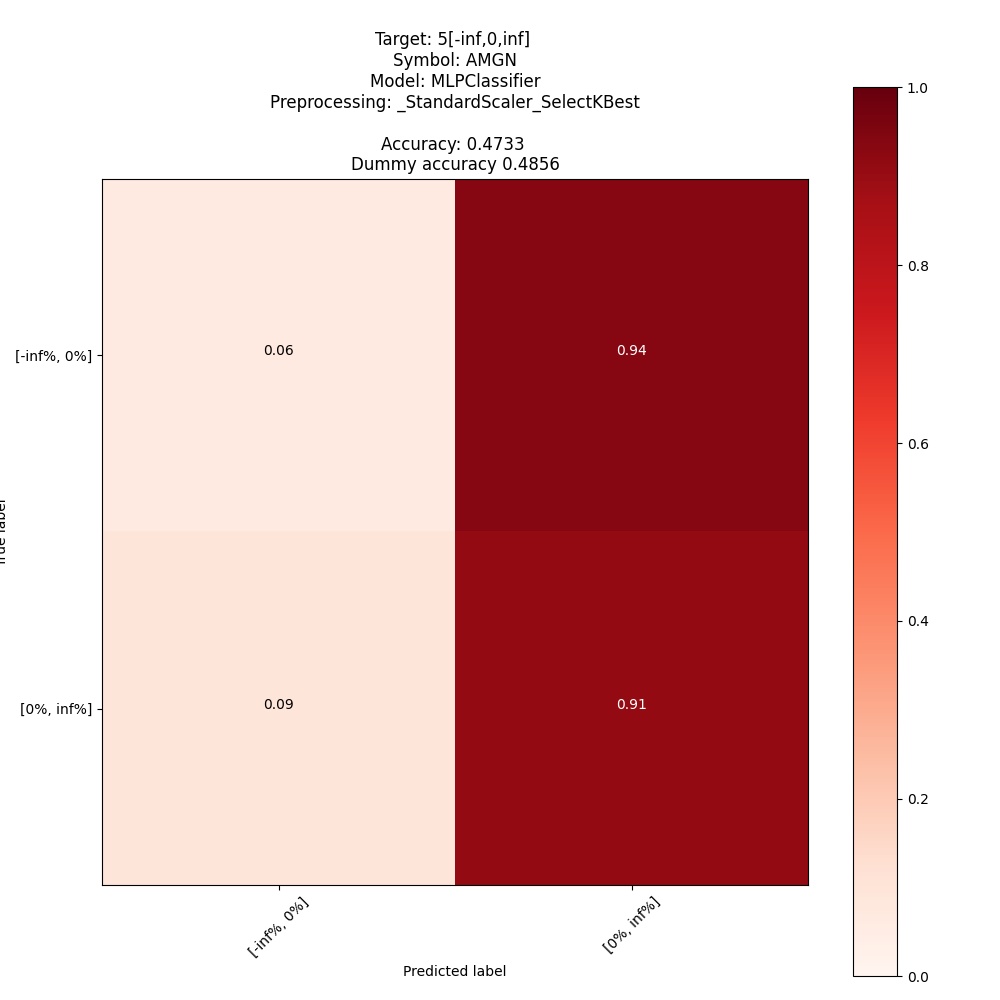 Target: 5[-inf,0,inf]
Symbol: AMGN
Model: MLPClassifier
Preprocessing: _StandardScaler_SelectKBest
Accuracy: 0.4733
Dummy accuracy 0.4856
1.0
0.8
0.6
0.4
0.2
0.0
[-inf%, 0%]
0.06
0.94
label
[0%, inf%]
0.09
0.91
[-inf%, 0%]
[0%, inf%]
Predicted label